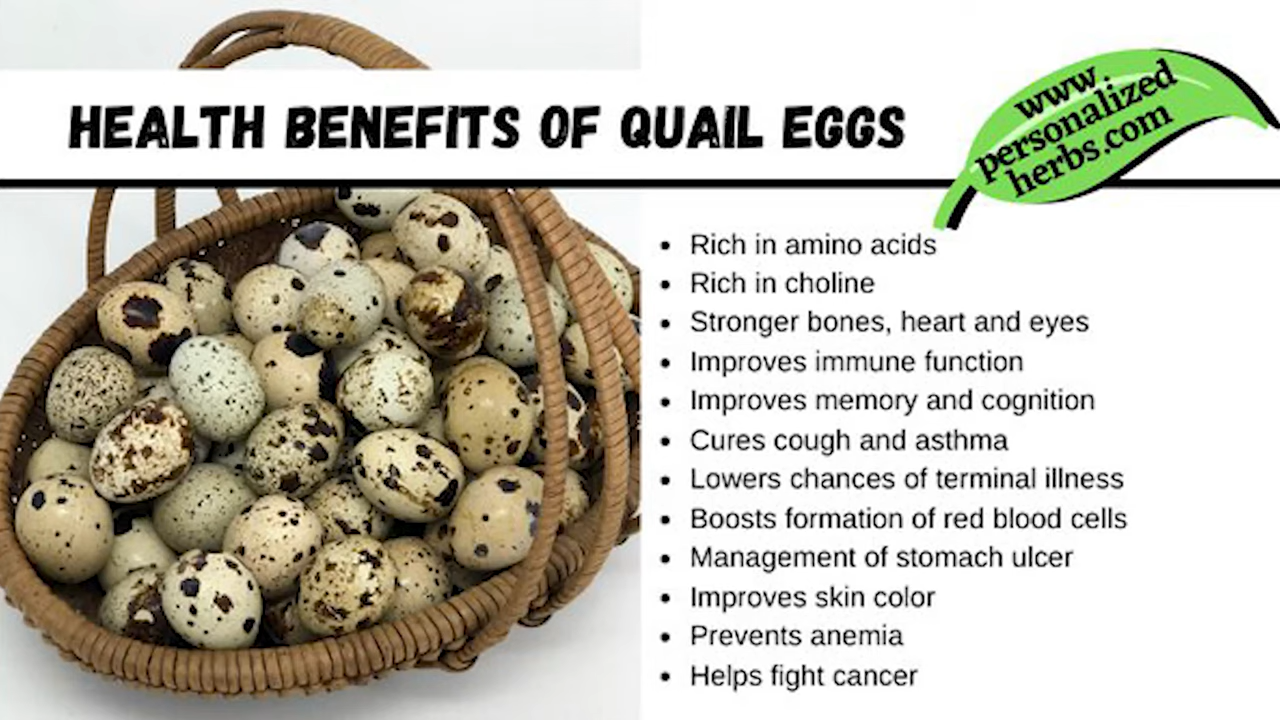 HEALTH BENEFITS OF QUAIL EGGS
www.
personalized
herbs.com
• Rich in amino acids
• Rich in choline
• Stronger bones, heart and eyes
• Improves immune function
• Improves memory and cognition
• Cures cough and asthma
• Lowers chances of terminal illness
• Boosts formation of red blood cells
• Management of stomach ulcer
• Improves skin color
• Prevents anemia
• Helps fight cancer